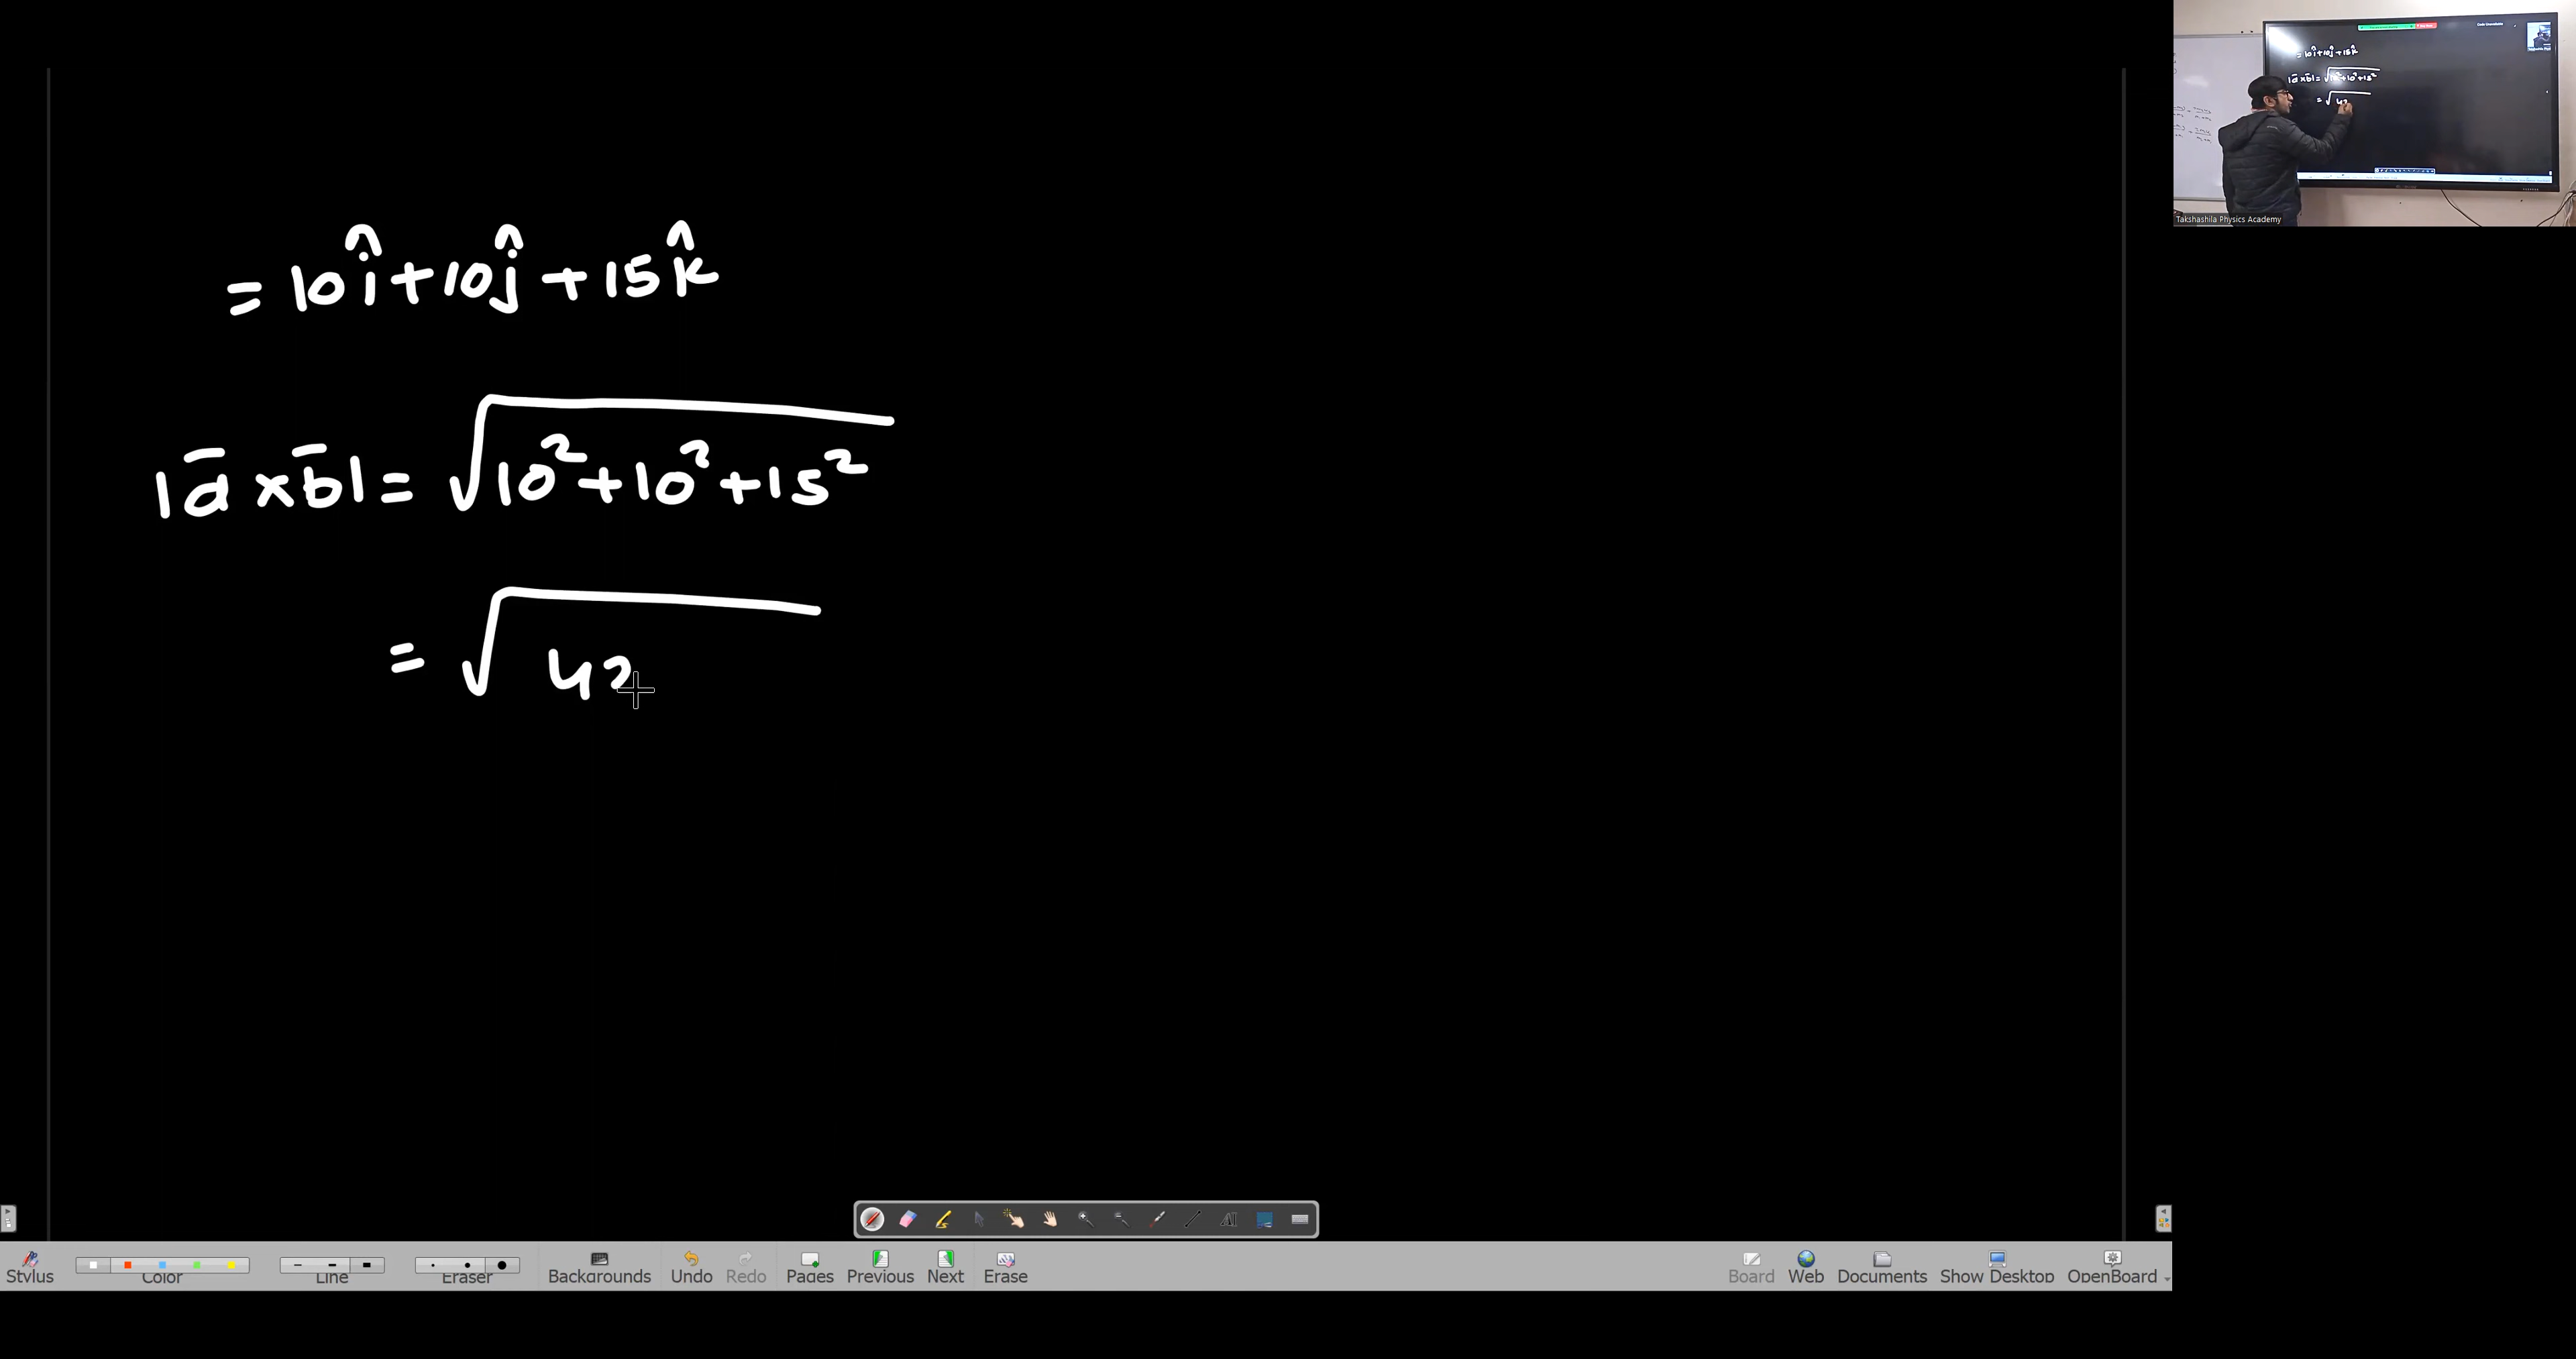 = 10î + 10ĵ + 15k̂
|a̅ × b̅| = √(10² + 10² + 15²)
= √42
Takshashila Physics Academy
Stylus Color Line Eraser Backgrounds Undo Redo Pages Previous Next Erase Board Web Documents Show Desktop OpenBoard